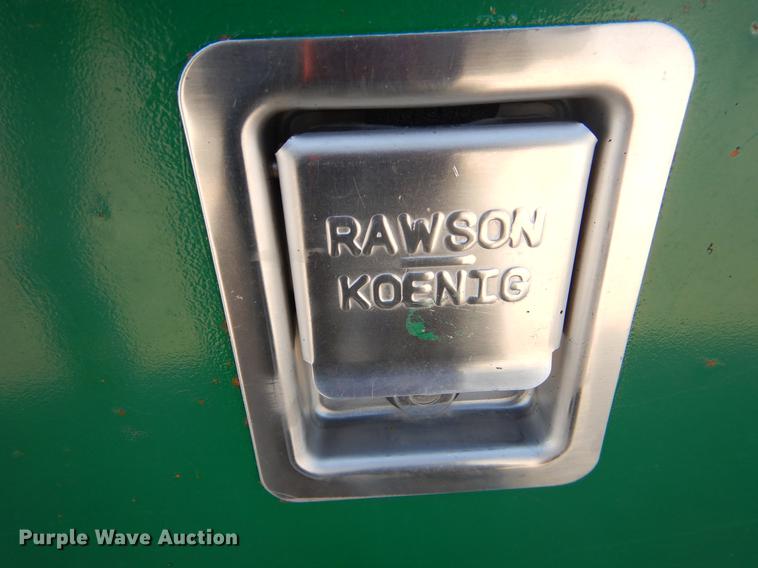 RAWSON
KOENIG
Purple Wave Auction